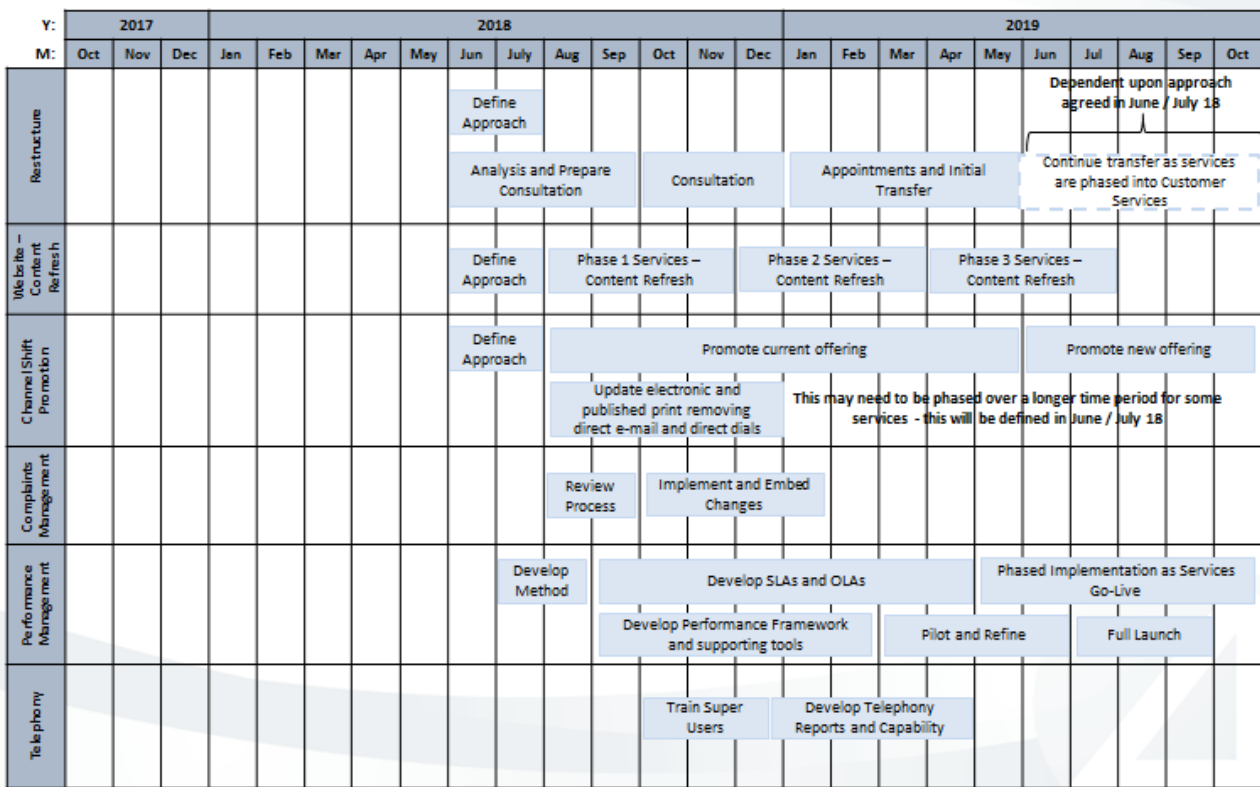 Y: 2017 2018 2019
M: Oct Nov Dec Jan Feb Mar Apr May Jun July Aug Sep Oct Nov Dec Jan Feb Mar Apr May Jun Jul Aug Sep Oct
Restructure
Define
Approach
Dependent upon approach
agreed in June / July 18
Analysis and Prepare
Consultation
Consultation
Appointments and Initial
Transfer
Continue transfer as services
are phased into Customer
Services
Website –
Content
Refresh
Define
Approach
Phase 1 Services –
Content Refresh
Phase 2 Services –
Content Refresh
Phase 3 Services –
Content Refresh
Channel Shift
Promotion
Define
Approach
Promote current offering
Promote new offering
Update electronic and
published print removing
direct e-mail and direct dials
This may need to be phased over a longer time period for some
services - this will be defined in June / July 18
Complaints
Management
Review
Process
Implement and Embed
Changes
Performance
Management
Develop
Method
Develop SLAs and OLAs
Phased Implementation as Services
Go-Live
Develop Performance Framework
and supporting tools
Pilot and Refine
Full Launch
Telephony
Train Super
Users
Develop Telephony
Reports and Capability